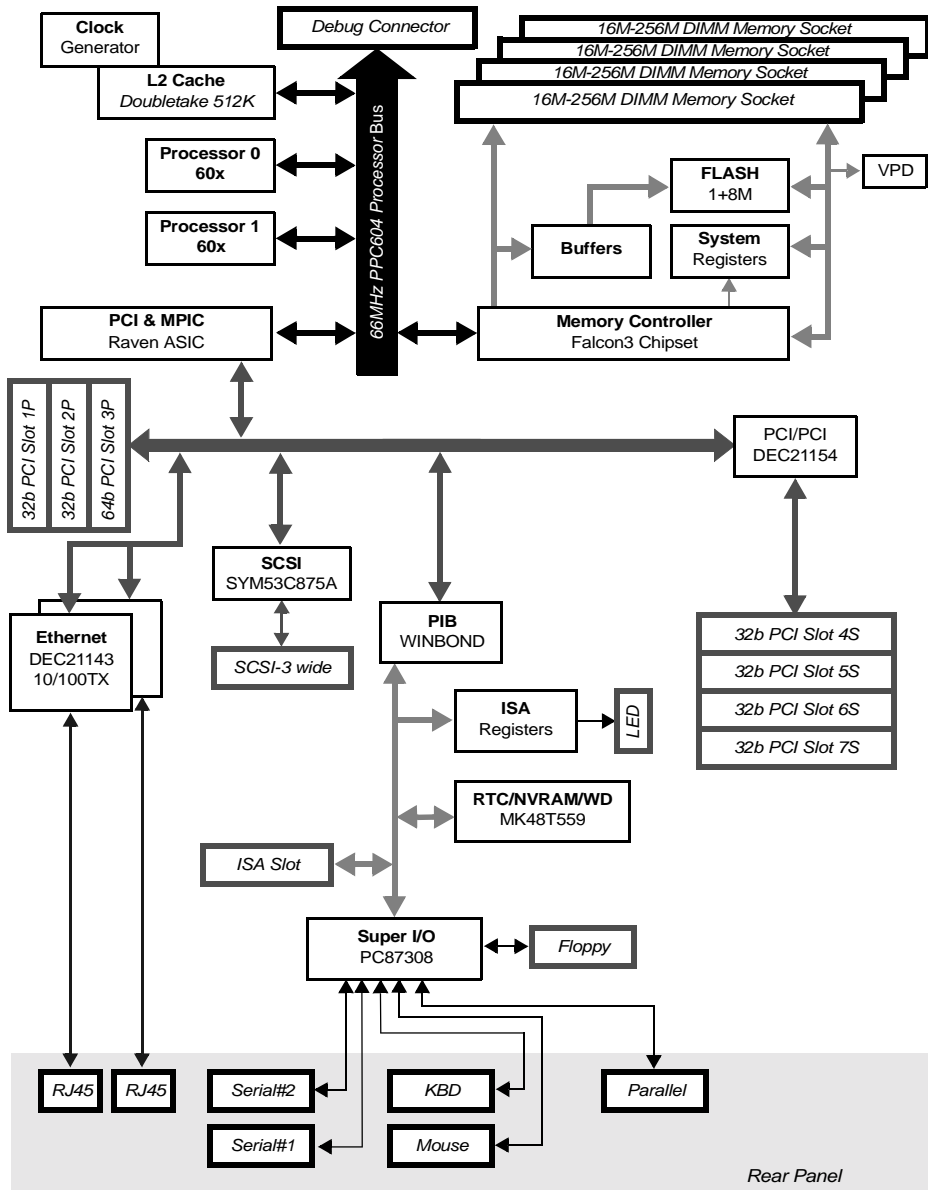 Clock
Generator
Debug Connector
16M-256M DIMM Memory Socket
16M-256M DIMM Memory Socket
16M-256M DIMM Memory Socket
16M-256M DIMM Memory Socket
L2 Cache
Doubletake 512K
Processor 0
60x
Processor 1
60x
66MHz PPC604 Processor Bus
FLASH
1+8M
VPD
Buffers
System
Registers
PCI & MPIC
Raven ASIC
Memory Controller
Falcon3 Chipset
32b PCI Slot 1P
32b PCI Slot 2P
64b PCI Slot 3P
PCI/PCI
DEC21154
SCSI
SYM53C875A
SCSI-3 wide
PIB
WINBOND
Ethernet
DEC21143
10/100TX
32b PCI Slot 4S
32b PCI Slot 5S
32b PCI Slot 6S
32b PCI Slot 7S
ISA
Registers
LED
RTC/NVRAM/WD
MK48T559
ISA Slot
Super I/O
PC87308
Floppy
RJ45
RJ45
Serial#2
KBD
Parallel
Serial#1
Mouse
Rear Panel